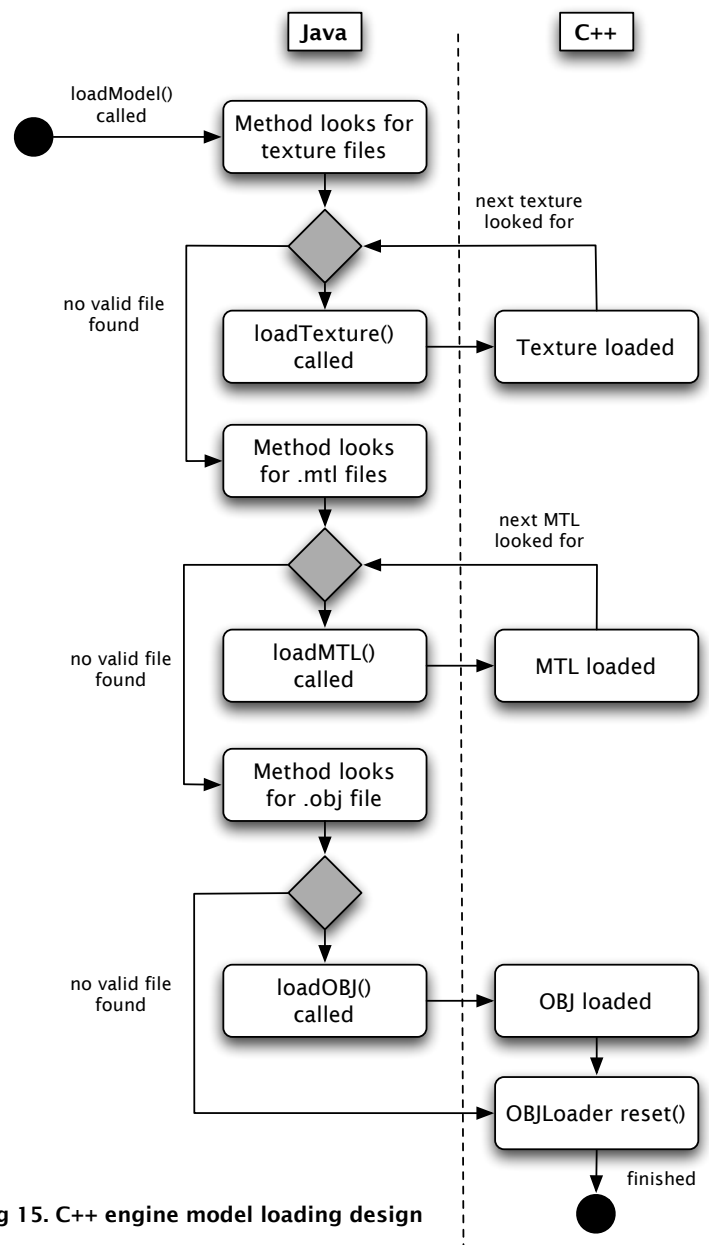 Java
C++
loadModel()
called
Method looks for
texture files
next texture
looked for
no valid file
found
loadTexture()
called
Texture loaded
Method looks
for .mtl files
next MTL
looked for
no valid file
found
loadMTL()
called
MTL loaded
Method looks
for .obj file
no valid file
found
loadOBJ()
called
OBJ loaded
OBJLoader reset()
finished
g 15. C++ engine model loading design